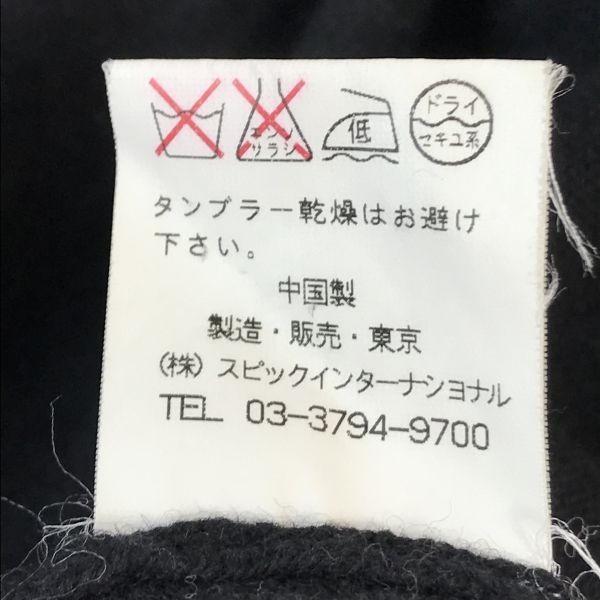 エンソ
サラシ
低
ドライ
セキユ系
タンブラー乾燥はお避け
下さい。
中国製
製造・販売・東京
(株) スピックインターナショナル
TEL 03-3794-9700